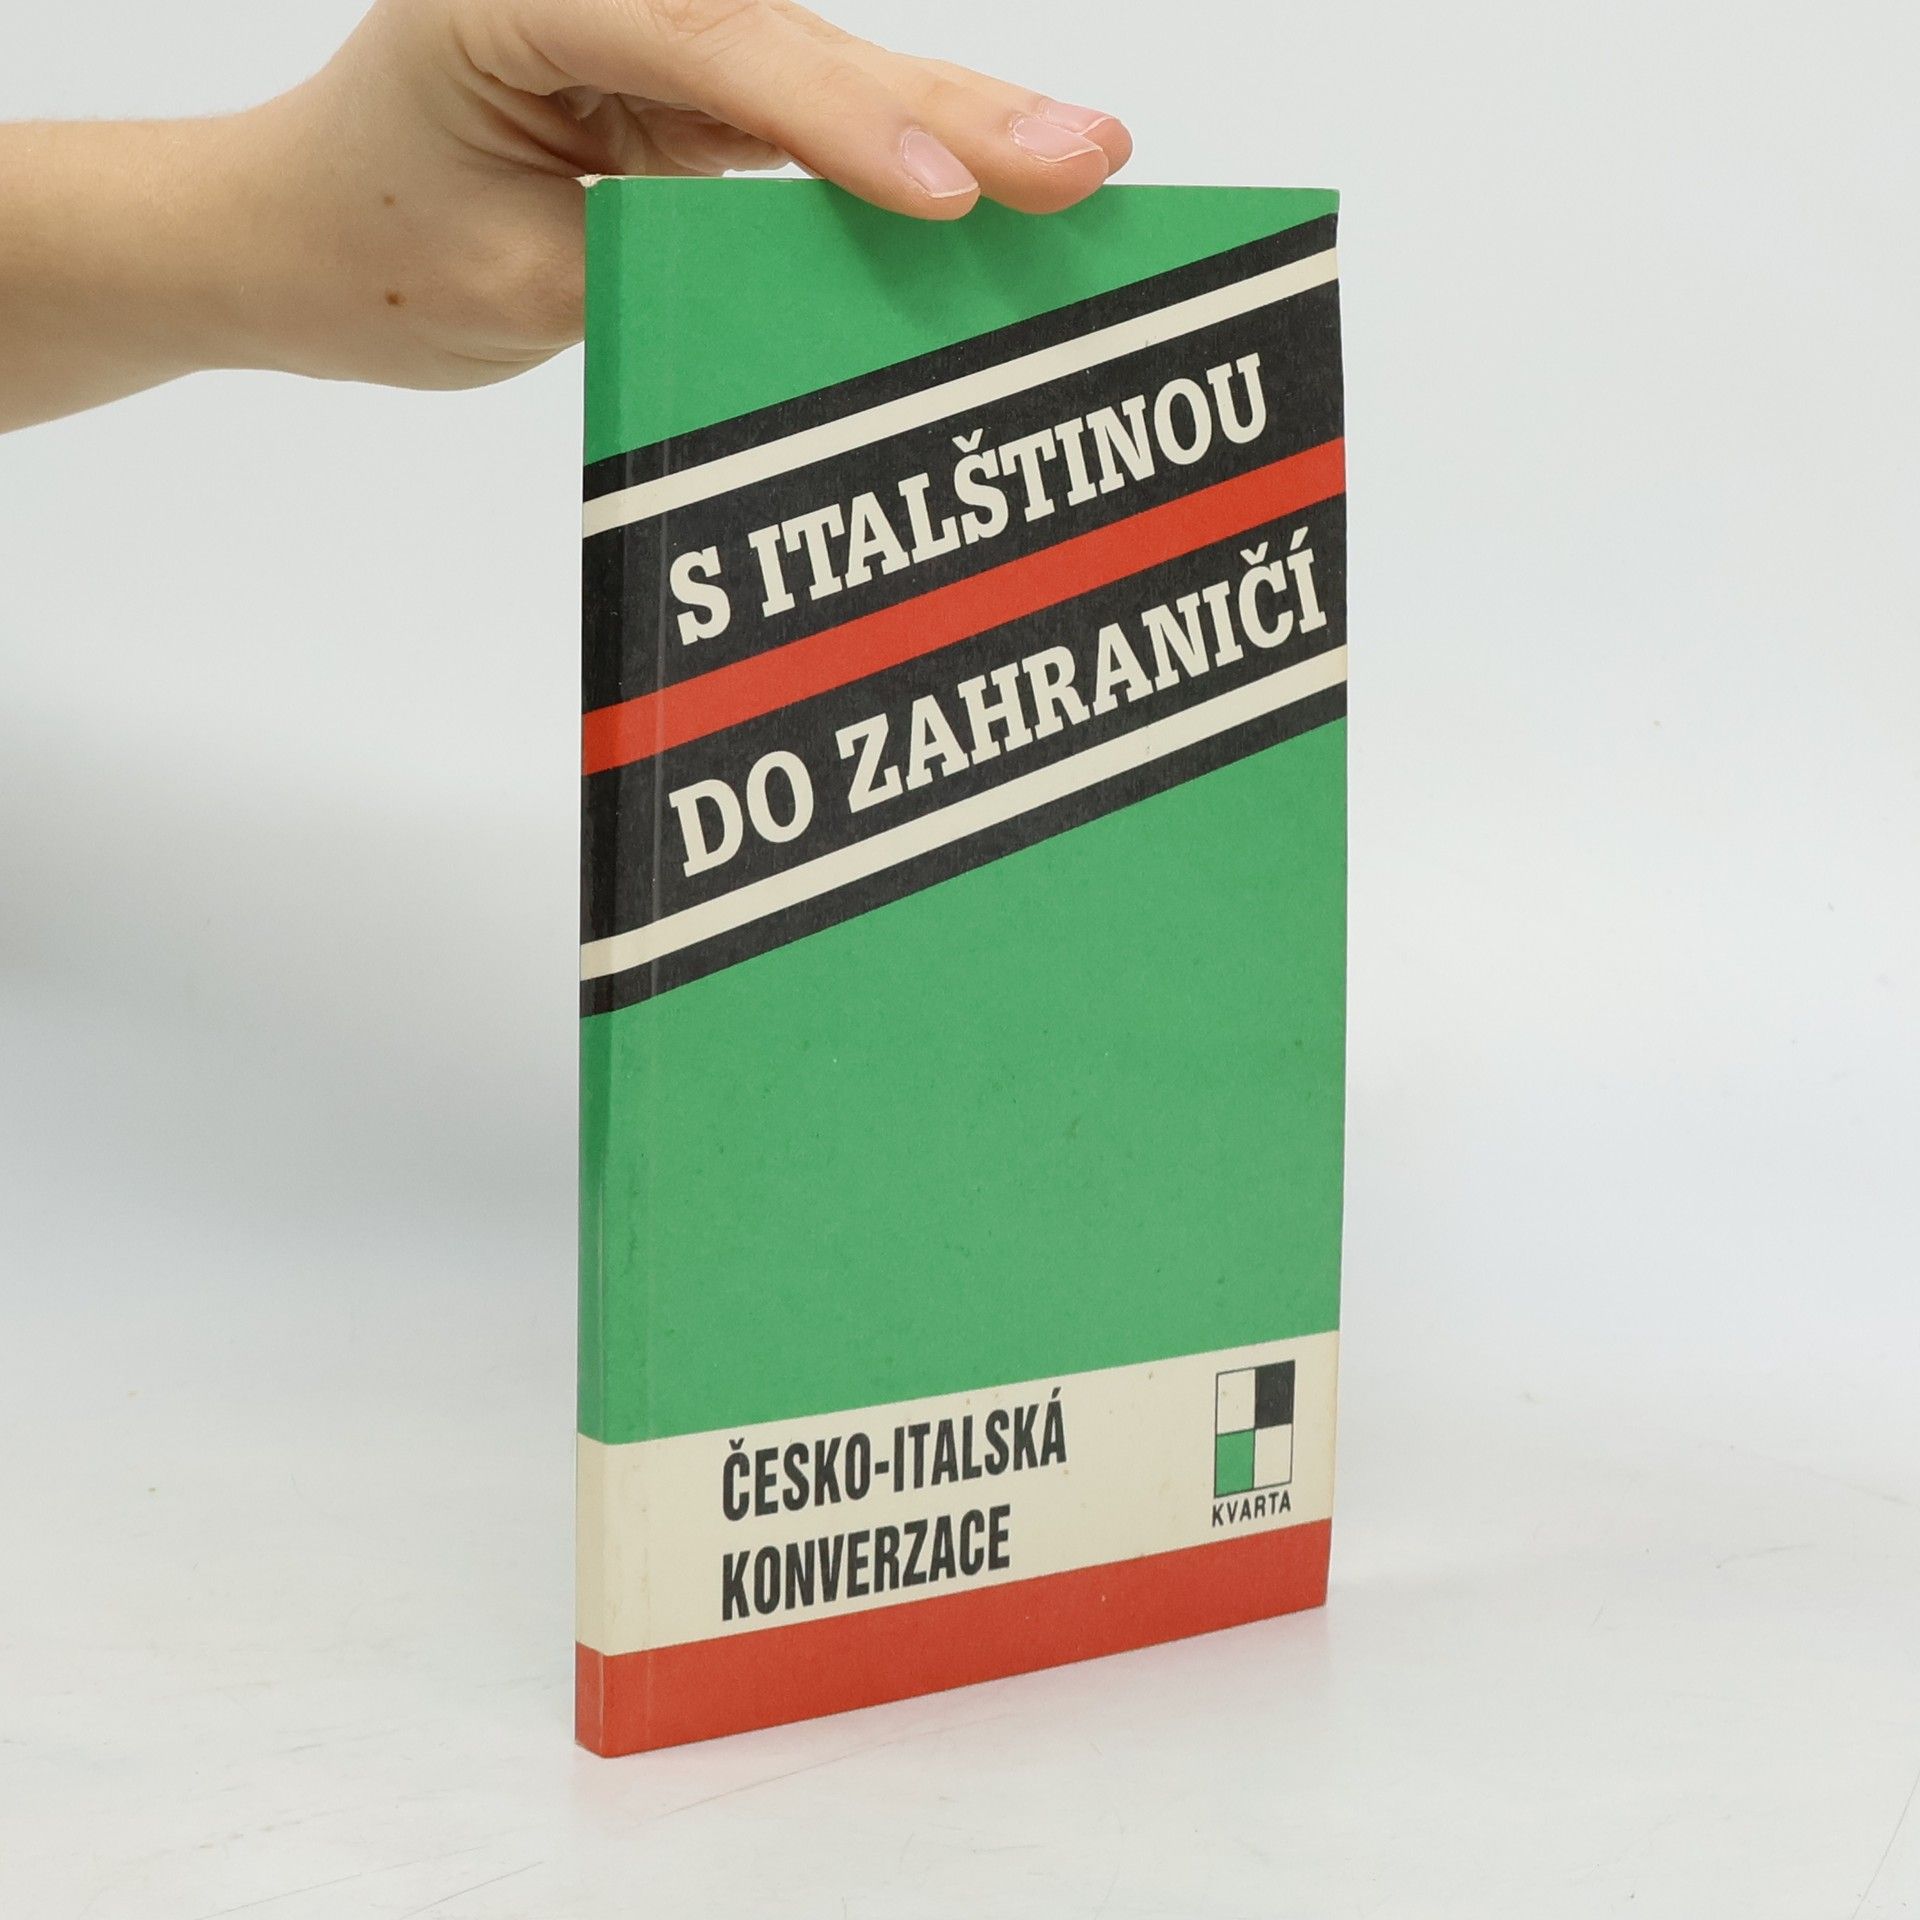 S ITALŠTINOU
DO ZAHRANIČÍ
ČESKO-ITALSKÁ
KONVERZACE
KVARTA